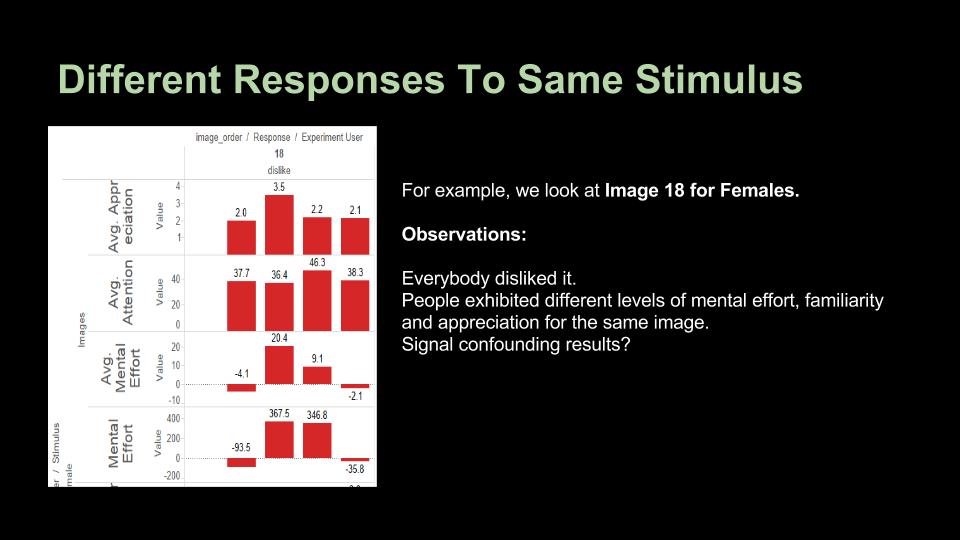 Different Responses To Same Stimulus
image_order / Response / Experiment User
18
dislike
Avg. Appr
eciation
Value
4
3
2
1
2.0
3.5
2.2
2.1
Avg.
Attention
Value
40
20
0
37.7
36.4
46.3
38.3
Images
Avg.
Mental
Effort
Value
20
10
0
-10
-4.1
20.4
9.1
-2.1
Mental
Effort
Value
400
200
0
-200
-93.5
367.5
346.8
-35.8
/ Stimulus
For example, we look at Image 18 for Females.
Observations:
Everybody disliked it.
People exhibited different levels of mental effort, familiarity
and appreciation for the same image.
Signal confounding results?